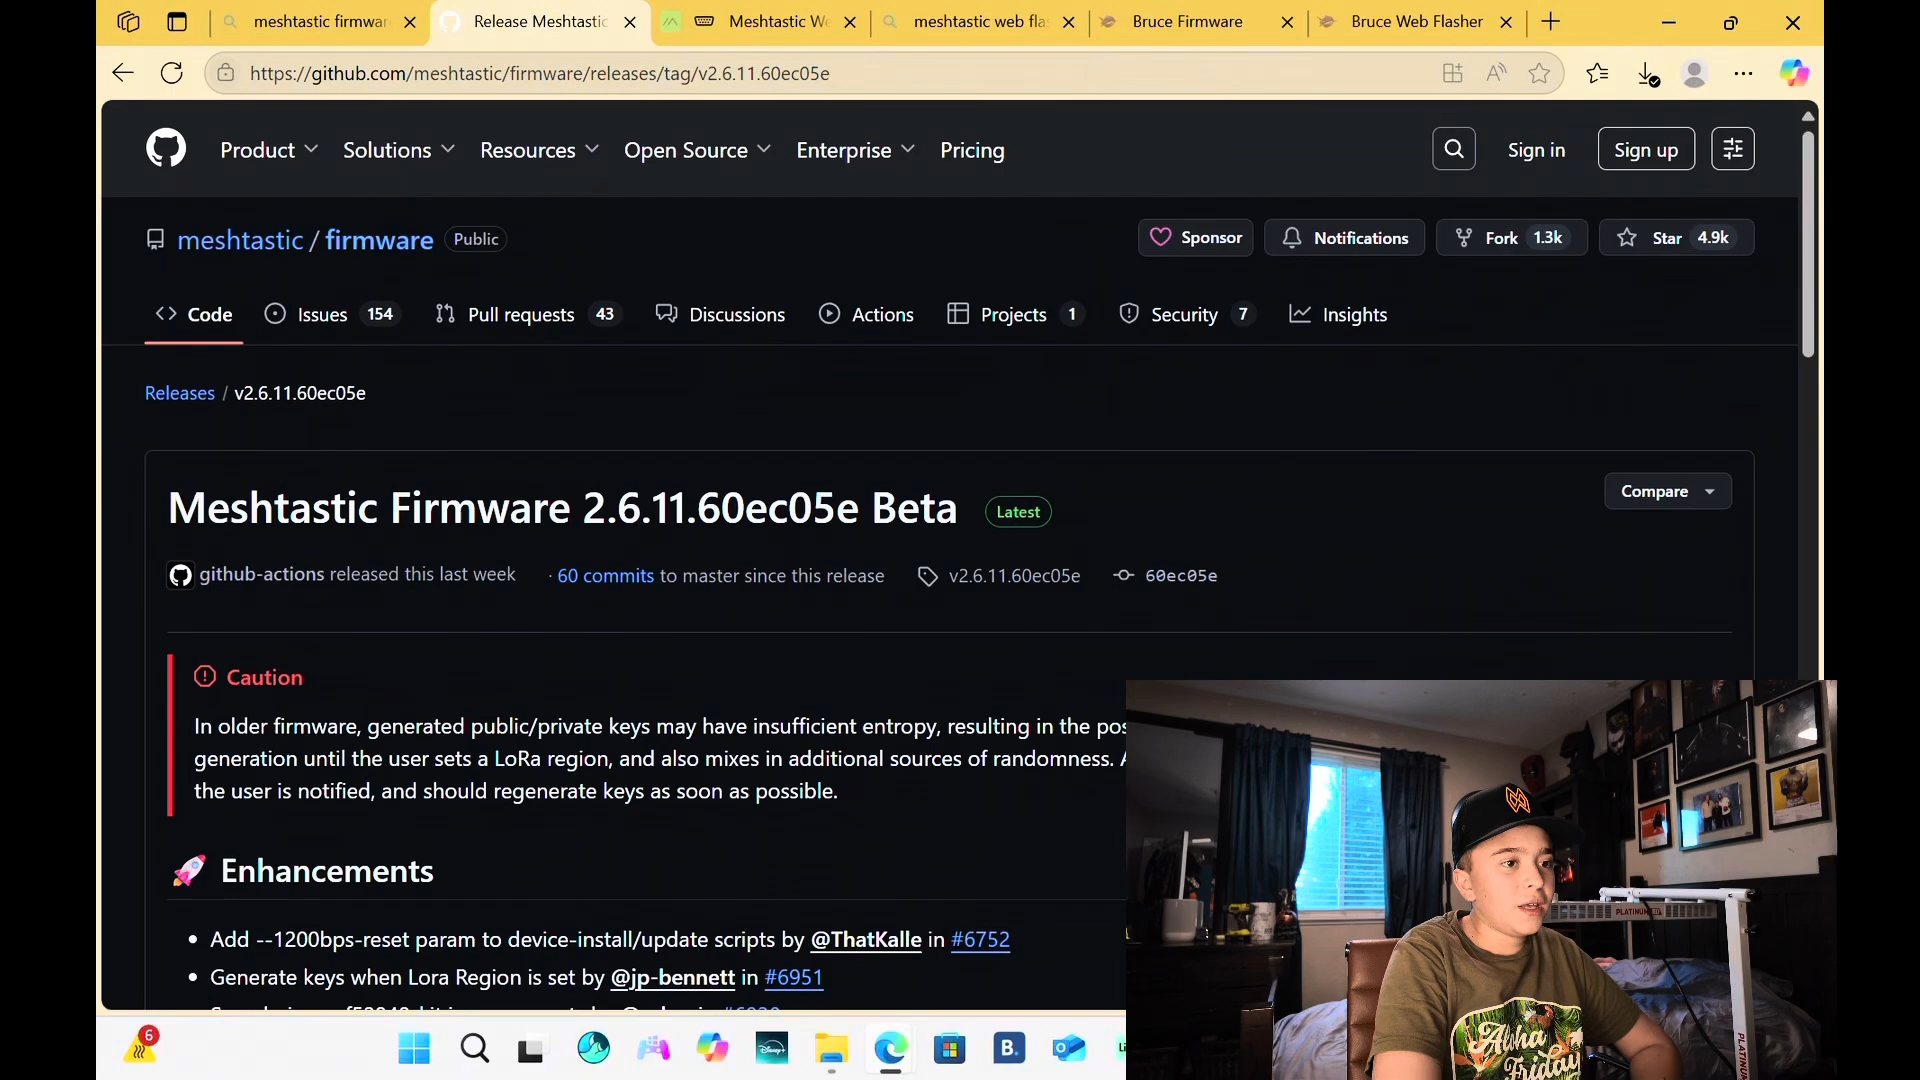 meshtastic firmwar
Release Meshtastic
Meshtastic We
meshtastic web flas
Bruce Firmware
Bruce Web Flasher
https://github.com/meshtastic/firmware/releases/tag/v2.6.11.60ec05e
Product
Solutions
Resources
Open Source
Enterprise
Pricing
Sign in
Sign up
meshtastic / firmware
Public
Sponsor
Notifications
Fork 1.3k
Star 4.9k
Code
Issues 154
Pull requests 43
Discussions
Actions
Projects 1
Security 7
Insights
Releases / v2.6.11.60ec05e
Meshtastic Firmware 2.6.11.60ec05e Beta
Latest
Compare
github-actions released this last week
· 60 commits to master since this release
v2.6.11.60ec05e
60ec05e
Caution
In older firmware, generated public/private keys may have insufficient entropy, resulting in the pos
generation until the user sets a LoRa region, and also mixes in additional sources of randomness.
the user is notified, and should regenerate keys as soon as possible.
Enhancements
Add --1200bps-reset param to device-install/update scripts by @ThatKalle in #6752
Generate keys when Lora Region is set by @jp-bennett in #6951
6
Disney+
B.
PLATINUM
PLATINUM
Aloha
Friday